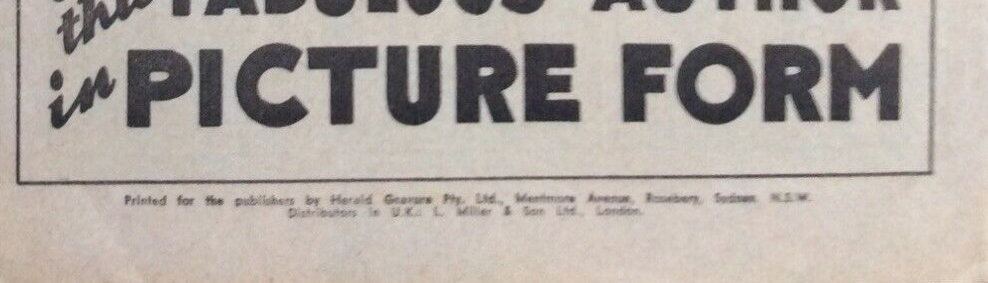 this FABULOUS AUTHOR
in PICTURE FORM
Printed for the publishers by Herald Gravure Pty. Ltd., Mentmore Avenue, Rosebery, Sydney. N.S.W.
Distributors in U.K.: L. Miller & Son Ltd., London.